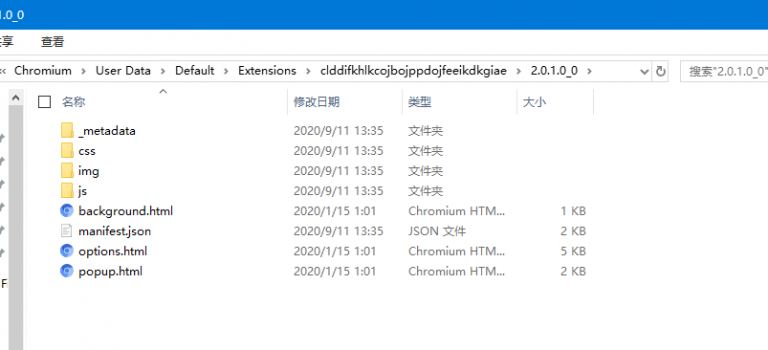 1.0_0
共享 查看
Chromium > User Data > Default > Extensions > clddifkhlkcojbojppdojfeeikdkgiae > 2.0.1.0_0 > 搜索"2.0.1.0_0"
名称 修改日期 类型 大小
_metadata 2020/9/11 13:35 文件夹
css 2020/9/11 13:35 文件夹
img 2020/9/11 13:35 文件夹
js 2020/9/11 13:35 文件夹
background.html 2020/1/15 1:01 Chromium HTM... 1 KB
manifest.json 2020/9/11 13:35 JSON 文件 2 KB
options.html 2020/1/15 1:01 Chromium HTM... 5 KB
popup.html 2020/1/15 1:01 Chromium HTM... 2 KB
F